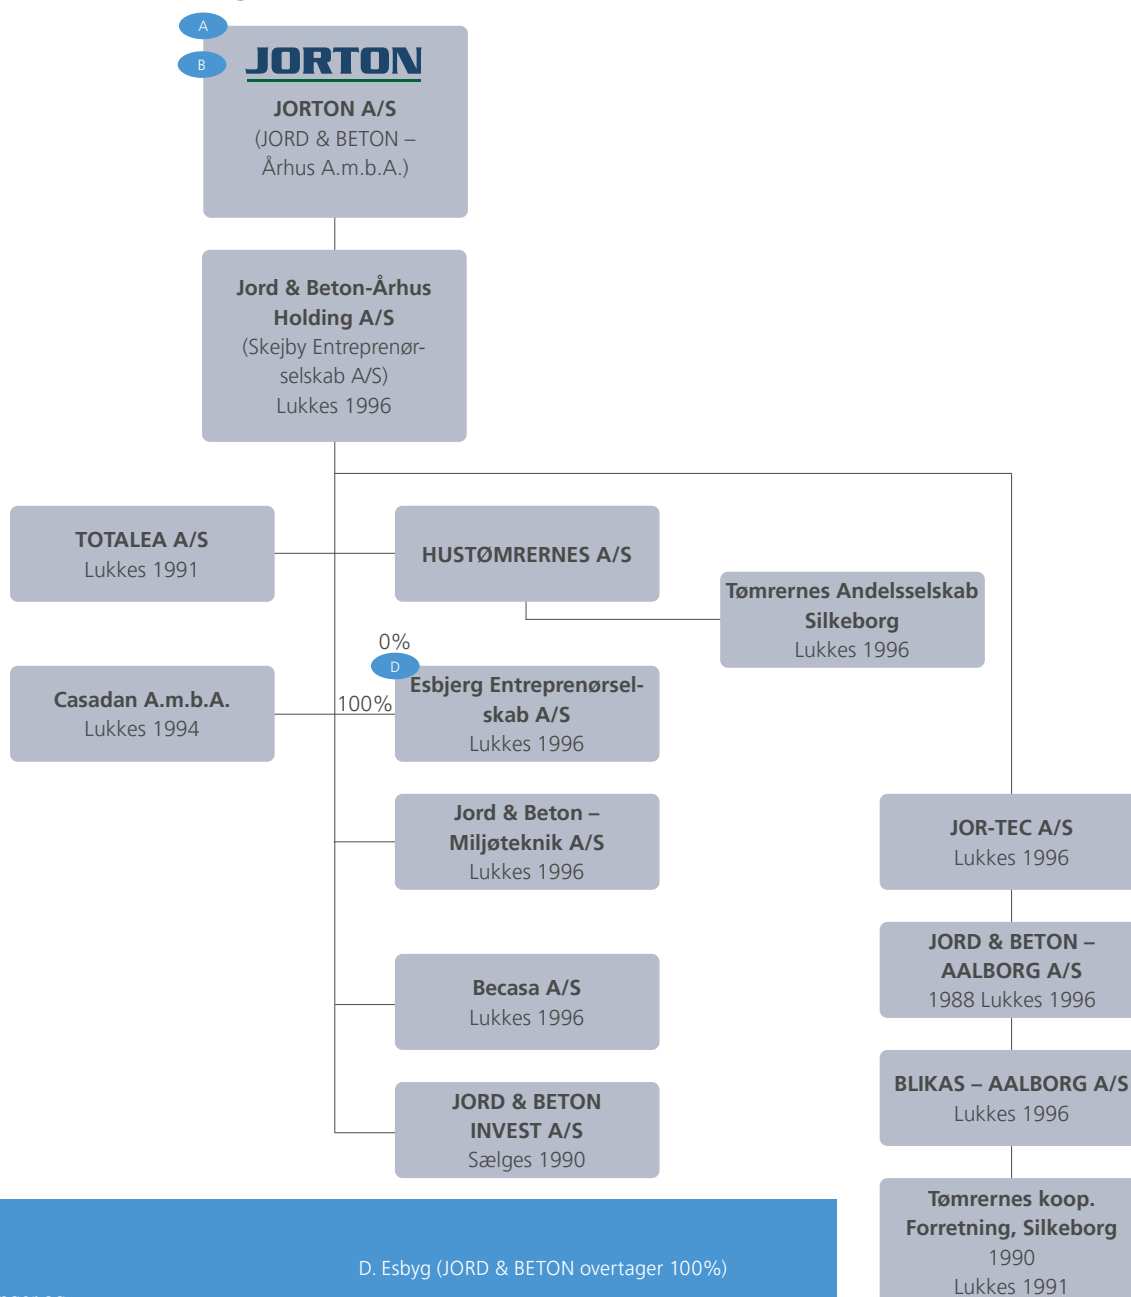 A
B
JORTON
JORTON A/S
(JORD & BETON –
Århus A.m.b.A.)
Jord & Beton-Århus
Holding A/S
(Skejby Entreprenør-
selskab A/S)
Lukkes 1996
TOTALEA A/S
Lukkes 1991
HUSTØMRERNES A/S
Tømrernes Andelsselskab
Silkeborg
Lukkes 1996
0%
D
100%
Casadan A.m.b.A.
Lukkes 1994
Esbjerg Entreprenørsel-
skab A/S
Lukkes 1996
Jord & Beton –
Miljøteknik A/S
Lukkes 1996
JOR-TEC A/S
Lukkes 1996
JORD & BETON –
AALBORG A/S
1988 Lukkes 1996
Becasa A/S
Lukkes 1996
BLIKAS – AALBORG A/S
Lukkes 1996
JORD & BETON
INVEST A/S
Sælges 1990
Tømrernes koop.
Forretning, Silkeborg
1990
Lukkes 1991
D. Esbyg (JORD & BETON overtager 100%)